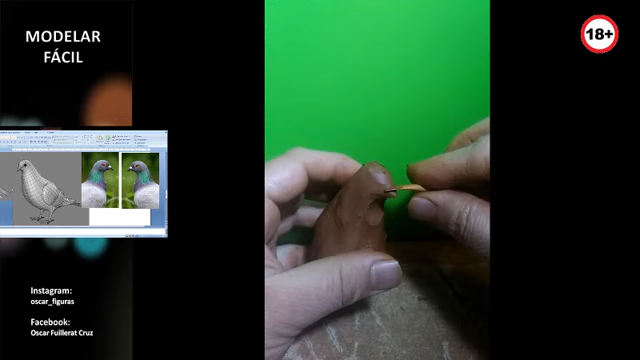 MODELAR
FÁCIL
18+
Instagram:
oscar_figuras
Facebook:
Oscar Fuillerat Cruz